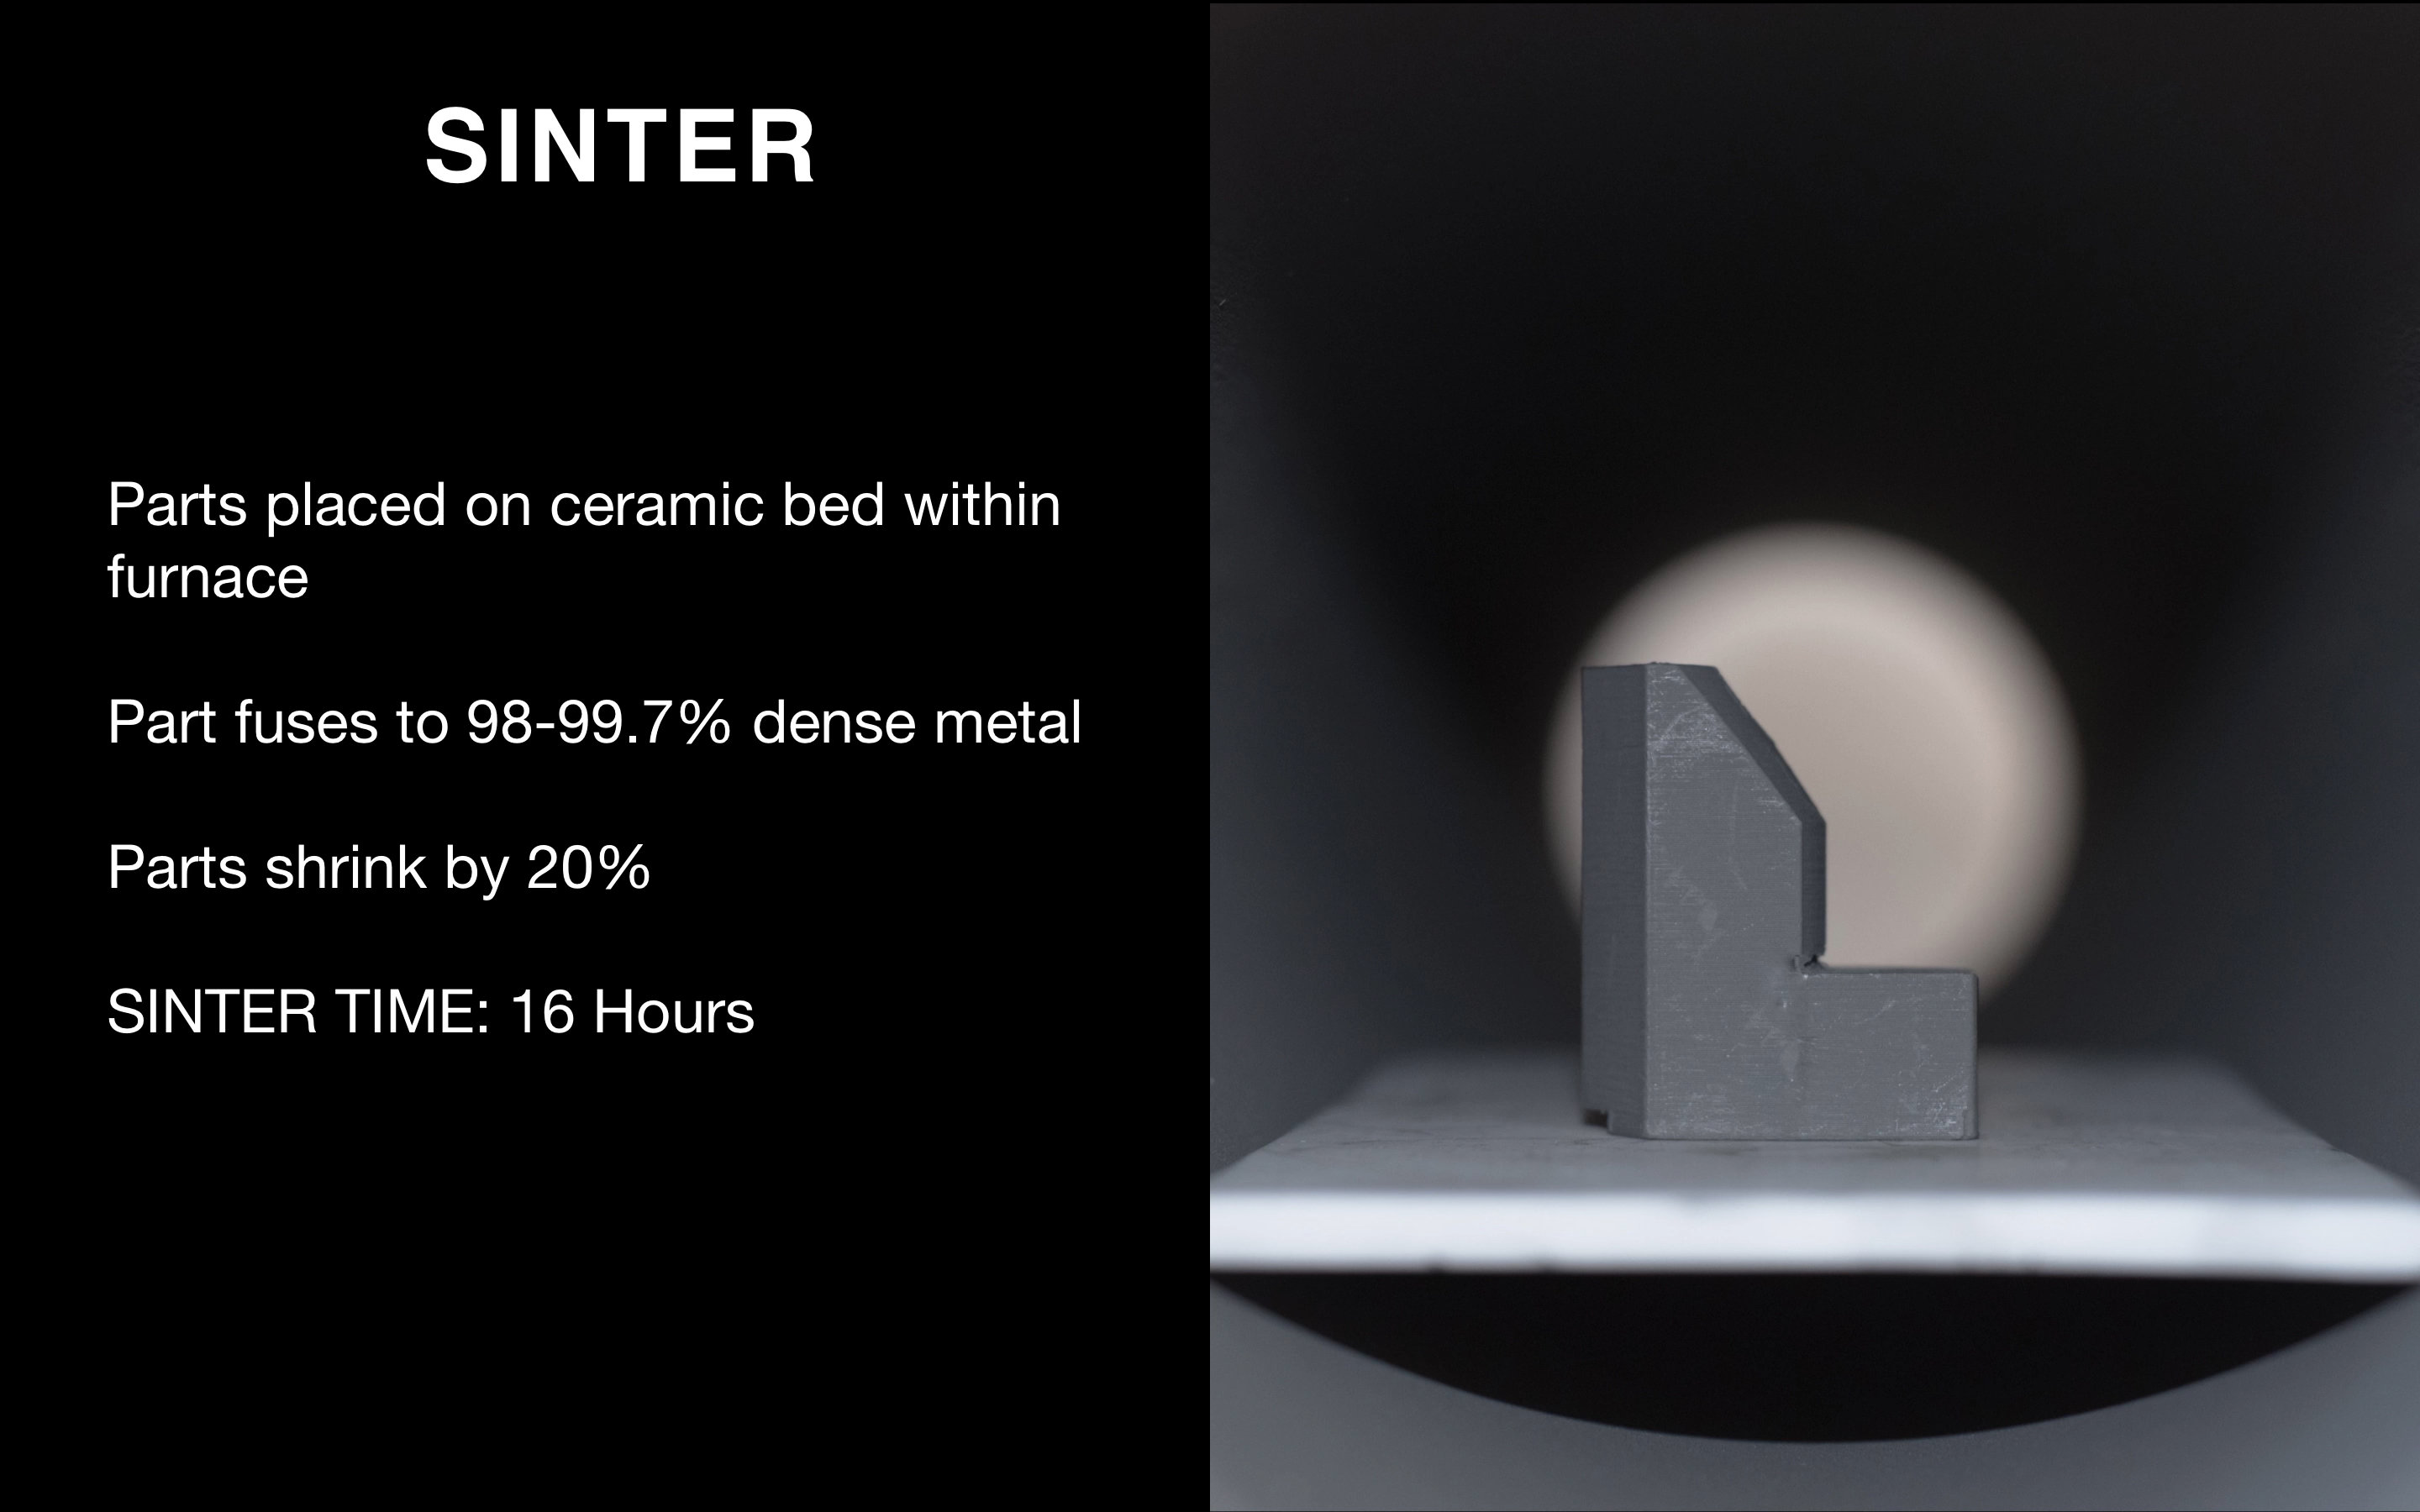 SINTER
Parts placed on ceramic bed within
furnace
Part fuses to 98-99.7% dense metal
Parts shrink by 20%
SINTER TIME: 16 Hours